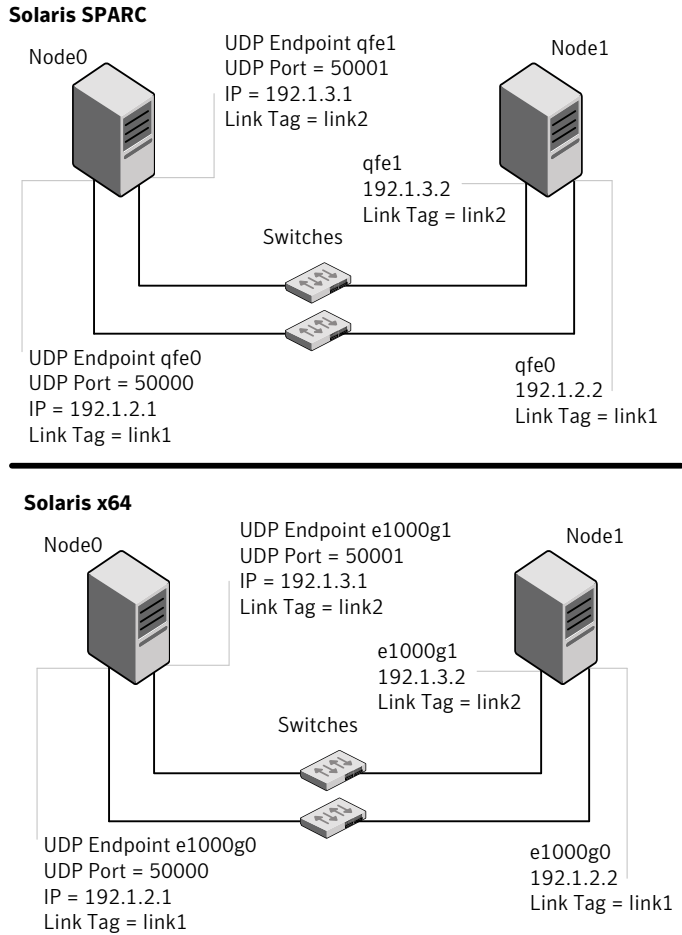 Solaris SPARC
Node0
UDP Endpoint qfe1
UDP Port = 50001
IP = 192.1.3.1
Link Tag = link2
Node1
qfe1
192.1.3.2
Link Tag = link2
Switches
UDP Endpoint qfe0
UDP Port = 50000
IP = 192.1.2.1
Link Tag = link1
qfe0
192.1.2.2
Link Tag = link1
Solaris x64
Node0
UDP Endpoint e1000g1
UDP Port = 50001
IP = 192.1.3.1
Link Tag = link2
Node1
e1000g1
192.1.3.2
Link Tag = link2
Switches
UDP Endpoint e1000g0
UDP Port = 50000
IP = 192.1.2.1
Link Tag = link1
e1000g0
192.1.2.2
Link Tag = link1